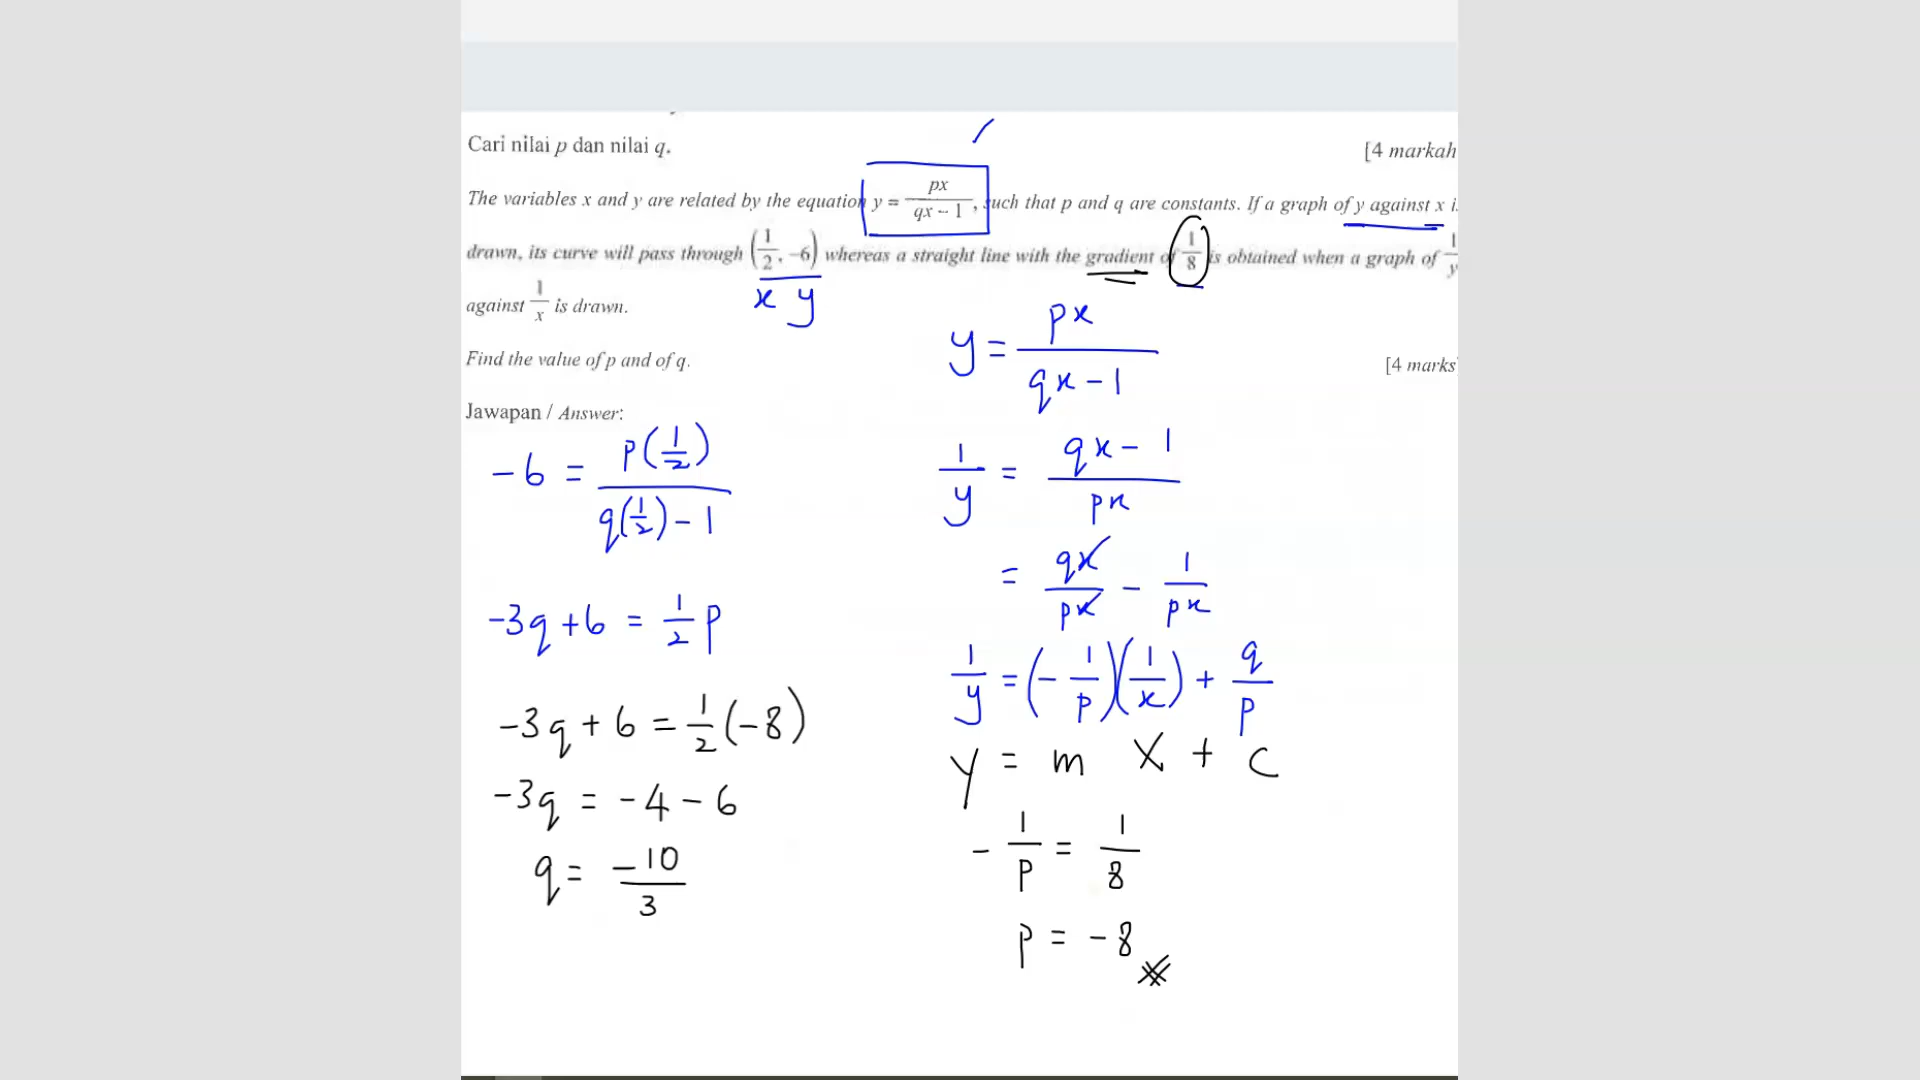 Cari nilai p dan nilai q. [4 markah
The variables x and y are related by the equation y = px/(qx − 1), such that p and q are constants. If a graph of y against x i
drawn, its curve will pass through (1/2, −6) whereas a straight line with the gradient of 1/8 is obtained when a graph of 1/y
against 1/x is drawn.
x y
Find the value of p and of q. [4 marks
Jawapan / Answer:
−6 = p(1/2)/(q(1/2) − 1)
−3q + 6 = 1/2 p
−3q + 6 = 1/2 (−8)
−3q = −4 − 6
q = −10/3
y = px/(qx − 1)
1/y = (qx − 1)/px
= qx/px − 1/px
1/y = (−1/p)(1/x) + q/p
Y = m X + c
−1/p = 1/8
p = −8